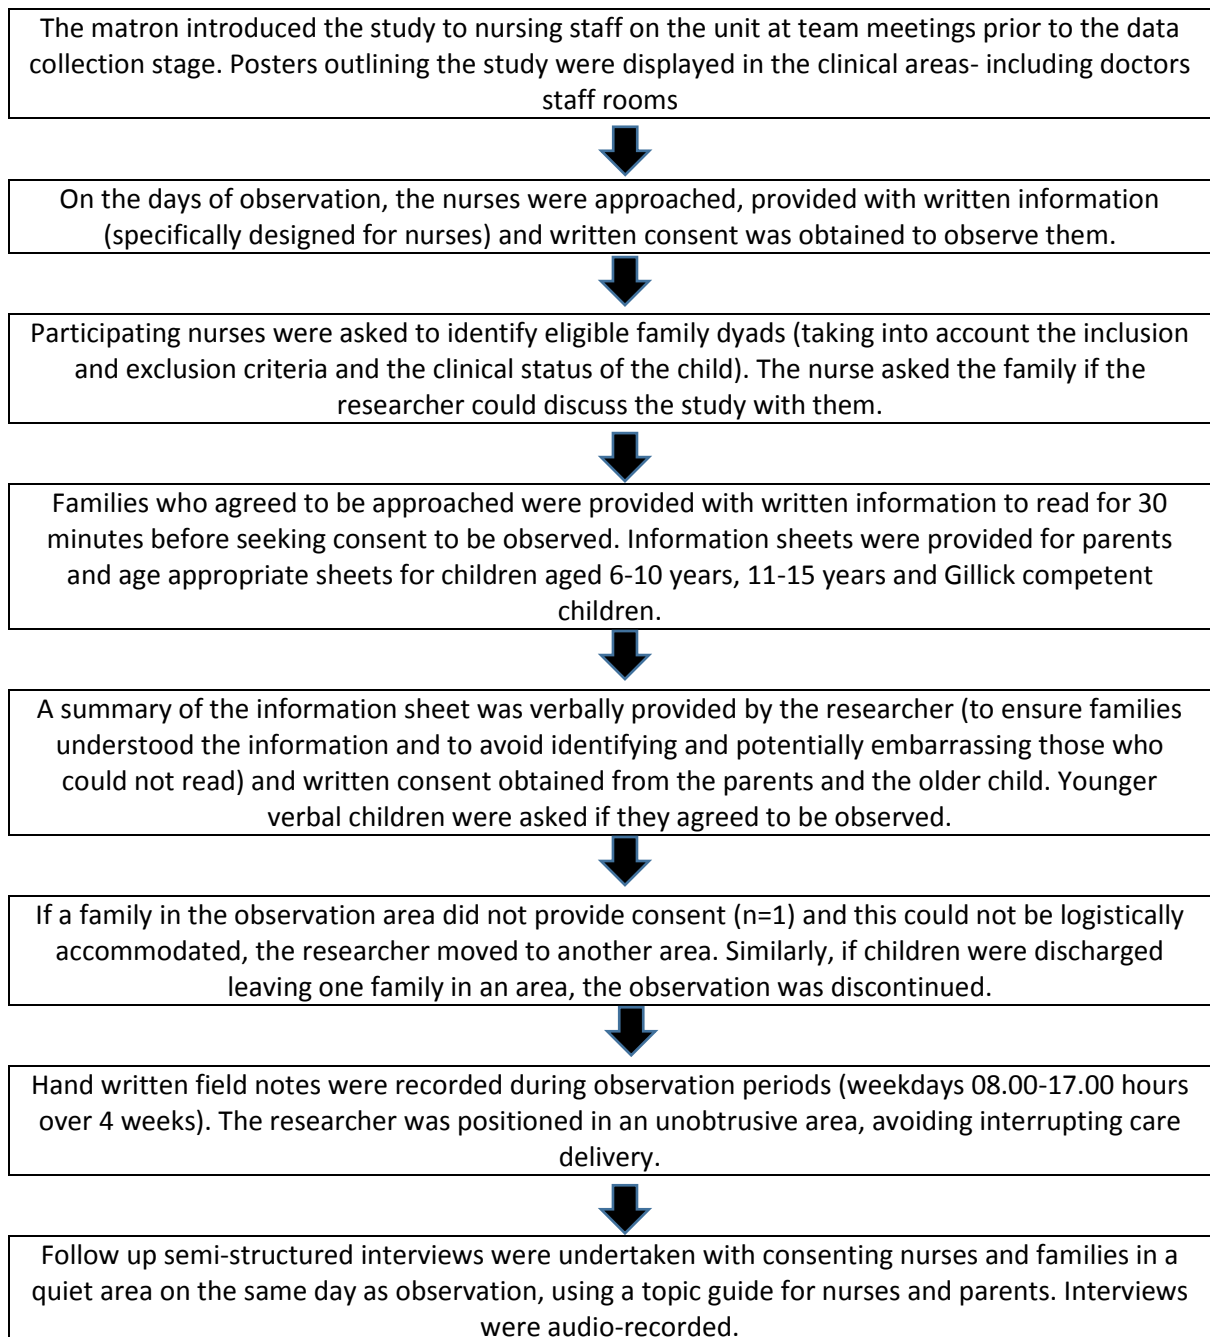 The matron introduced the study to nursing staff on the unit at team meetings prior to the data
collection stage. Posters outlining the study were displayed in the clinical areas- including doctors
staff rooms
On the days of observation, the nurses were approached, provided with written information
(specifically designed for nurses) and written consent was obtained to observe them.
Participating nurses were asked to identify eligible family dyads (taking into account the inclusion
and exclusion criteria and the clinical status of the child). The nurse asked the family if the
researcher could discuss the study with them.
Families who agreed to be approached were provided with written information to read for 30
minutes before seeking consent to be observed. Information sheets were provided for parents
and age appropriate sheets for children aged 6-10 years, 11-15 years and Gillick competent
children.
A summary of the information sheet was verbally provided by the researcher (to ensure families
understood the information and to avoid identifying and potentially embarrassing those who
could not read) and written consent obtained from the parents and the older child. Younger
verbal children were asked if they agreed to be observed.
If a family in the observation area did not provide consent (n=1) and this could not be logistically
accommodated, the researcher moved to another area. Similarly, if children were discharged
leaving one family in an area, the observation was discontinued.
Hand written field notes were recorded during observation periods (weekdays 08.00-17.00 hours
over 4 weeks). The researcher was positioned in an unobtrusive area, avoiding interrupting care
delivery.
Follow up semi-structured interviews were undertaken with consenting nurses and families in a
quiet area on the same day as observation, using a topic guide for nurses and parents. Interviews
were audio-recorded.